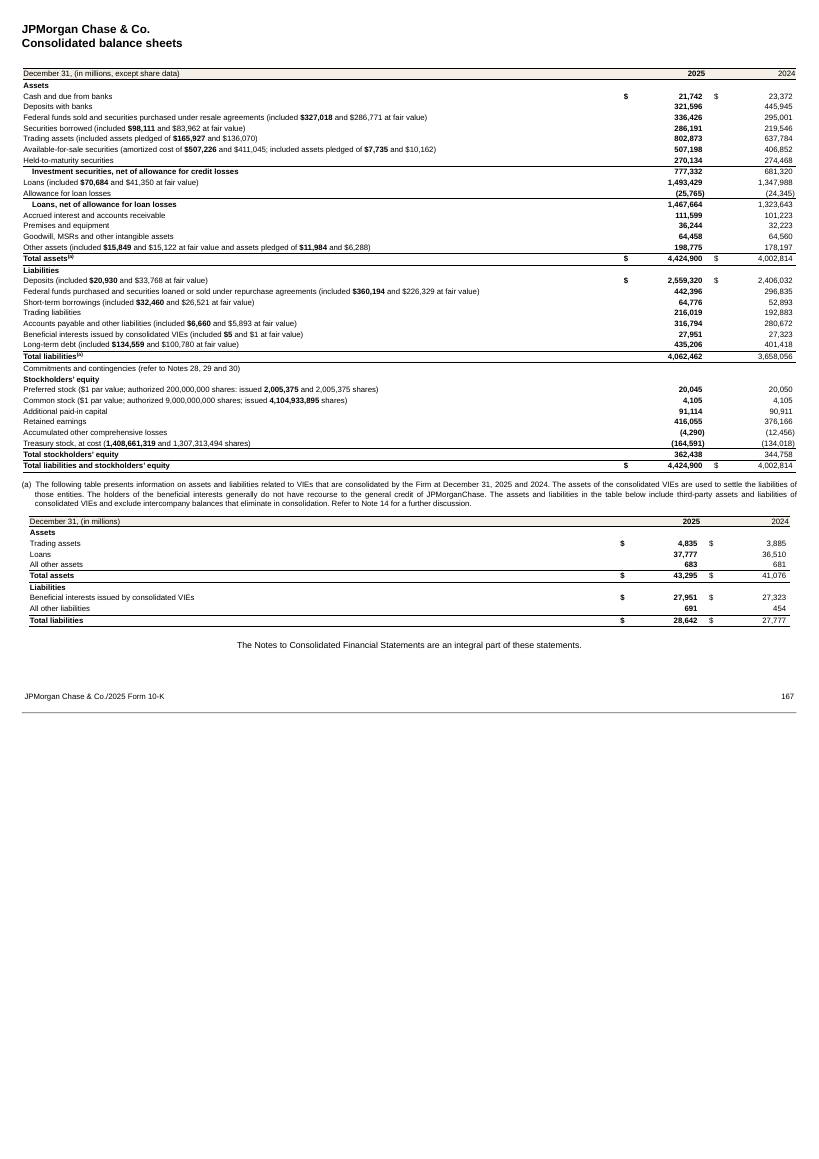 JPMorgan Chase & Co.
Consolidated balance sheets
December 31, (in millions, except share data) 2025 2024
Assets
Cash and due from banks $ 21,742 $ 23,372
Deposits with banks 321,596 445,945
Federal funds sold and securities purchased under resale agreements (included $327,018 and $286,771 at fair value) 336,426 295,001
Securities borrowed (included $98,111 and $83,962 at fair value) 286,191 219,546
Trading assets (included assets pledged of $165,927 and $136,070) 802,873 637,784
Available-for-sale securities (amortized cost of $507,226 and $411,045; included assets pledged of $7,735 and $10,162) 507,198 406,852
Held-to-maturity securities 270,134 274,468
Investment securities, net of allowance for credit losses 777,332 681,320
Loans (included $70,684 and $41,350 at fair value) 1,493,429 1,347,988
Allowance for loan losses (25,765) (24,345)
Loans, net of allowance for loan losses 1,467,664 1,323,643
Accrued interest and accounts receivable 111,599 101,223
Premises and equipment 36,244 32,223
Goodwill, MSRs and other intangible assets 64,458 64,560
Other assets (included $15,849 and $15,122 at fair value and assets pledged of $11,984 and $6,288) 198,775 178,197
Total assets(a) $ 4,424,900 $ 4,002,814
Liabilities
Deposits (included $20,930 and $33,768 at fair value) $ 2,559,320 $ 2,406,032
Federal funds purchased and securities loaned or sold under repurchase agreements (included $360,194 and $226,329 at fair value) 442,396 296,835
Short-term borrowings (included $32,460 and $26,521 at fair value) 64,776 52,893
Trading liabilities 216,019 192,883
Accounts payable and other liabilities (included $6,660 and $5,893 at fair value) 316,794 280,672
Beneficial interests issued by consolidated VIEs (included $5 and $1 at fair value) 27,951 27,323
Long-term debt (included $134,559 and $100,780 at fair value) 435,206 401,418
Total liabilities(a) 4,062,462 3,658,056
Commitments and contingencies (refer to Notes 28, 29 and 30)
Stockholders' equity
Preferred stock ($1 par value; authorized 200,000,000 shares: issued 2,005,375 and 2,005,375 shares) 20,045 20,050
Common stock ($1 par value; authorized 9,000,000,000 shares; issued 4,104,933,895 shares) 4,105 4,105
Additional paid-in capital 91,114 90,911
Retained earnings 416,055 376,166
Accumulated other comprehensive losses (4,290) (12,456)
Treasury stock, at cost (1,408,661,319 and 1,307,313,494 shares) (164,591) (134,018)
Total stockholders' equity 362,438 344,758
Total liabilities and stockholders' equity $ 4,424,900 $ 4,002,814
(a) The following table presents information on assets and liabilities related to VIEs that are consolidated by the Firm at December 31, 2025 and 2024. The assets of the consolidated VIEs are used to settle the liabilities of
those entities. The holders of the beneficial interests generally do not have recourse to the general credit of JPMorganChase. The assets and liabilities in the table below include third-party assets and liabilities of
consolidated VIEs and exclude intercompany balances that eliminate in consolidation. Refer to Note 14 for a further discussion.
December 31, (in millions) 2025 2024
Assets
Trading assets $ 4,835 $ 3,885
Loans 37,777 36,510
All other assets 683 681
Total assets $ 43,295 $ 41,076
Liabilities
Beneficial interests issued by consolidated VIEs $ 27,951 $ 27,323
All other liabilities 691 454
Total liabilities $ 28,642 $ 27,777
The Notes to Consolidated Financial Statements are an integral part of these statements.
JPMorgan Chase & Co./2025 Form 10-K 167